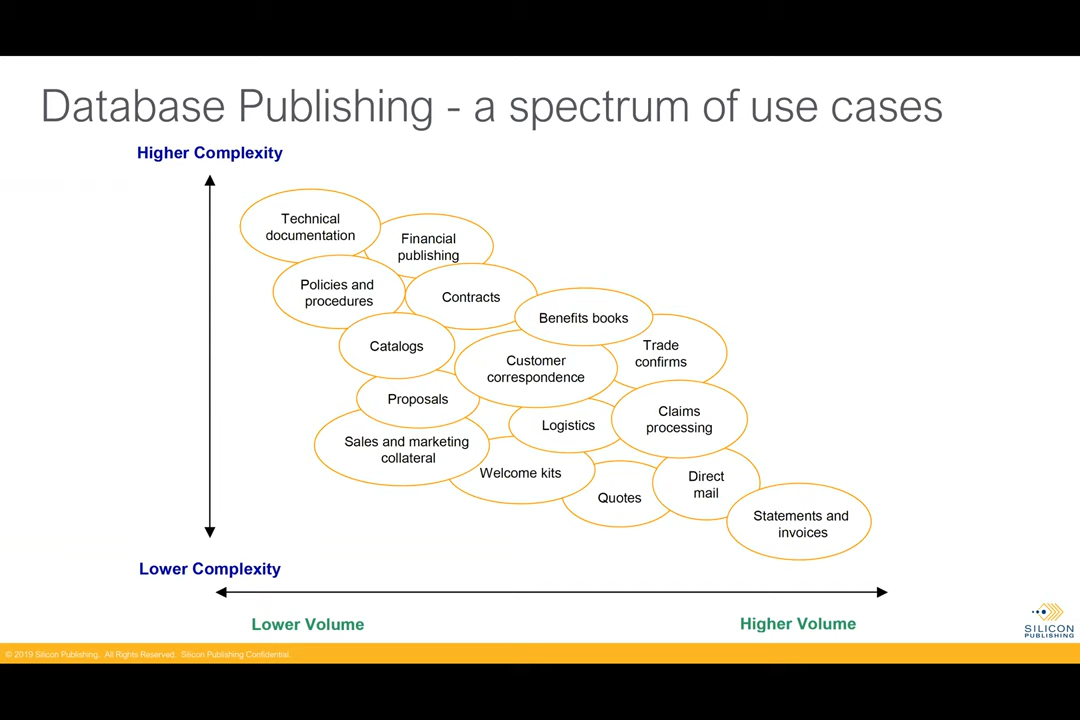 Database Publishing - a spectrum of use cases
Higher Complexity
Technical
documentation
Financial
publishing
Policies and
procedures
Contracts
Benefits books
Catalogs
Customer
correspondence
Trade
confirms
Proposals
Logistics
Claims
processing
Sales and marketing
collateral
Welcome kits
Quotes
Direct
mail
Statements and
invoices
Lower Complexity
Lower Volume
Higher Volume
SILICON
PUBLISHING
© 2019 Silicon Publishing. All Rights Reserved. Silicon Publishing Confidential.